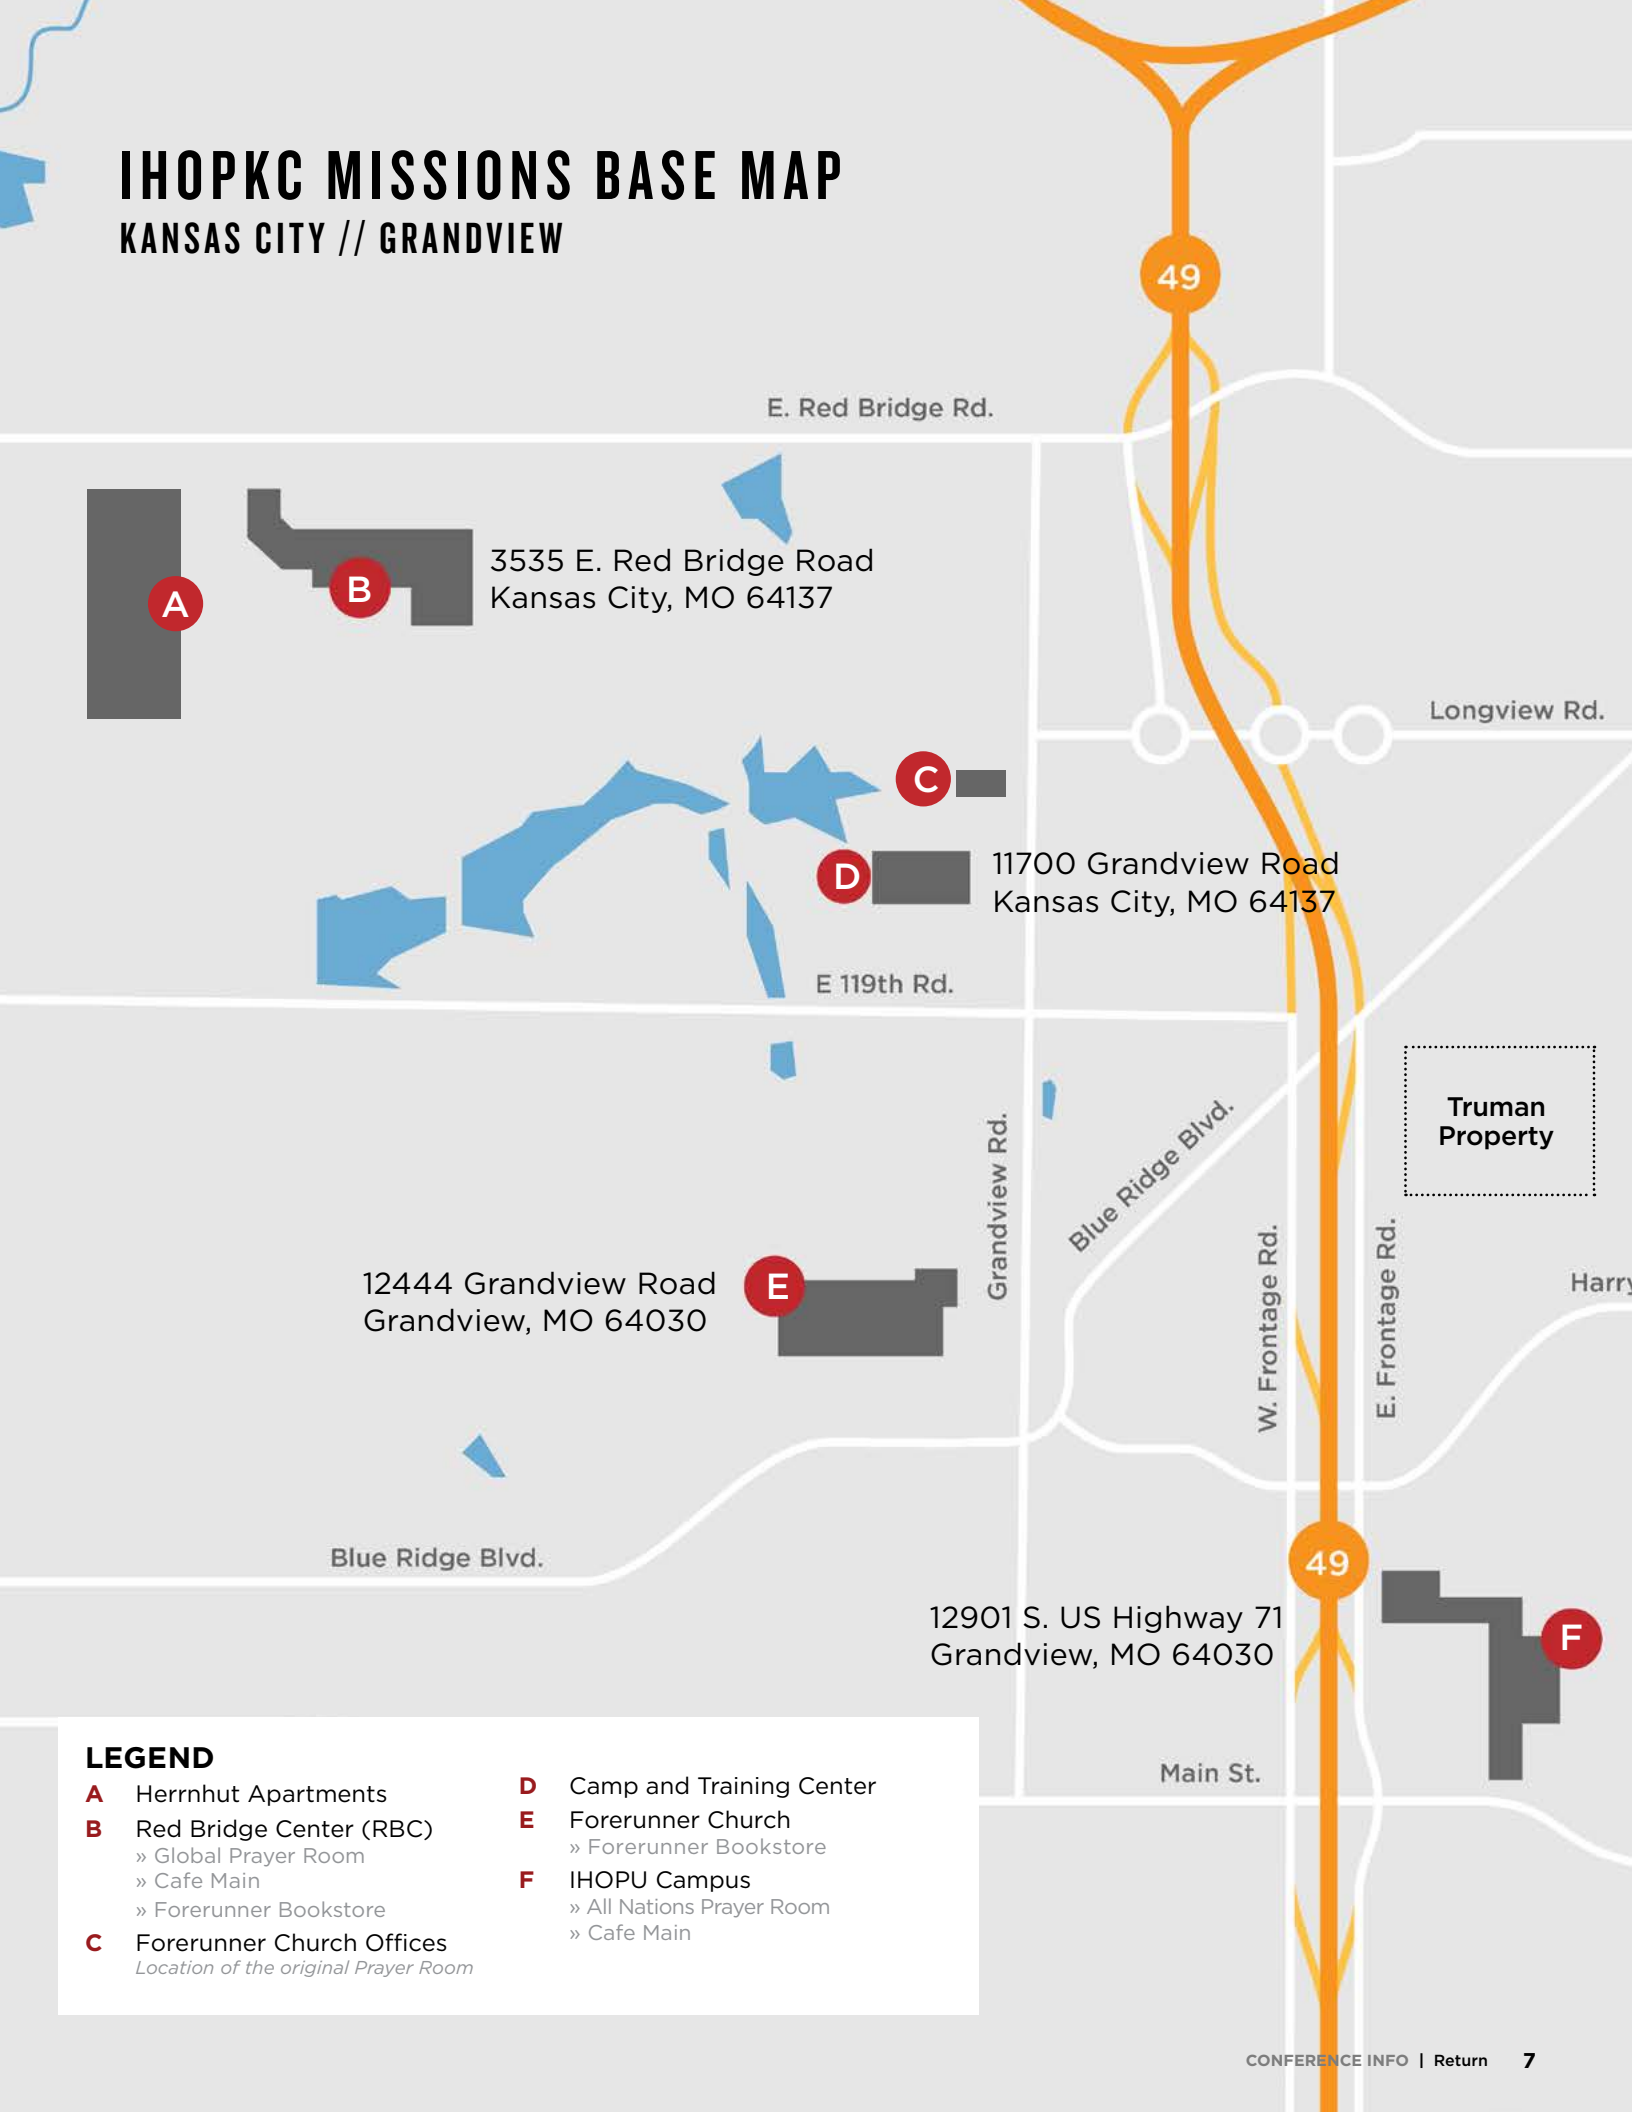 IHOPKC MISSIONS BASE MAP
KANSAS CITY // GRANDVIEW
49
E. Red Bridge Rd.
A
B
3535 E. Red Bridge Road
Kansas City, MO 64137
Longview Rd.
C
D
11700 Grandview Road
Kansas City, MO 64137
E 119th Rd.
Truman
Property
Grandview Rd.
Blue Ridge Blvd.
W. Frontage Rd.
E. Frontage Rd.
Harry
12444 Grandview Road
Grandview, MO 64030
E
Blue Ridge Blvd.
49
12901 S. US Highway 71
Grandview, MO 64030
F
Main St.
LEGEND
A Herrnhut Apartments
B Red Bridge Center (RBC)
» Global Prayer Room
» Cafe Main
» Forerunner Bookstore
C Forerunner Church Offices
Location of the original Prayer Room
D Camp and Training Center
E Forerunner Church
» Forerunner Bookstore
F IHOPU Campus
» All Nations Prayer Room
» Cafe Main
CONFERENCE INFO | Return 7